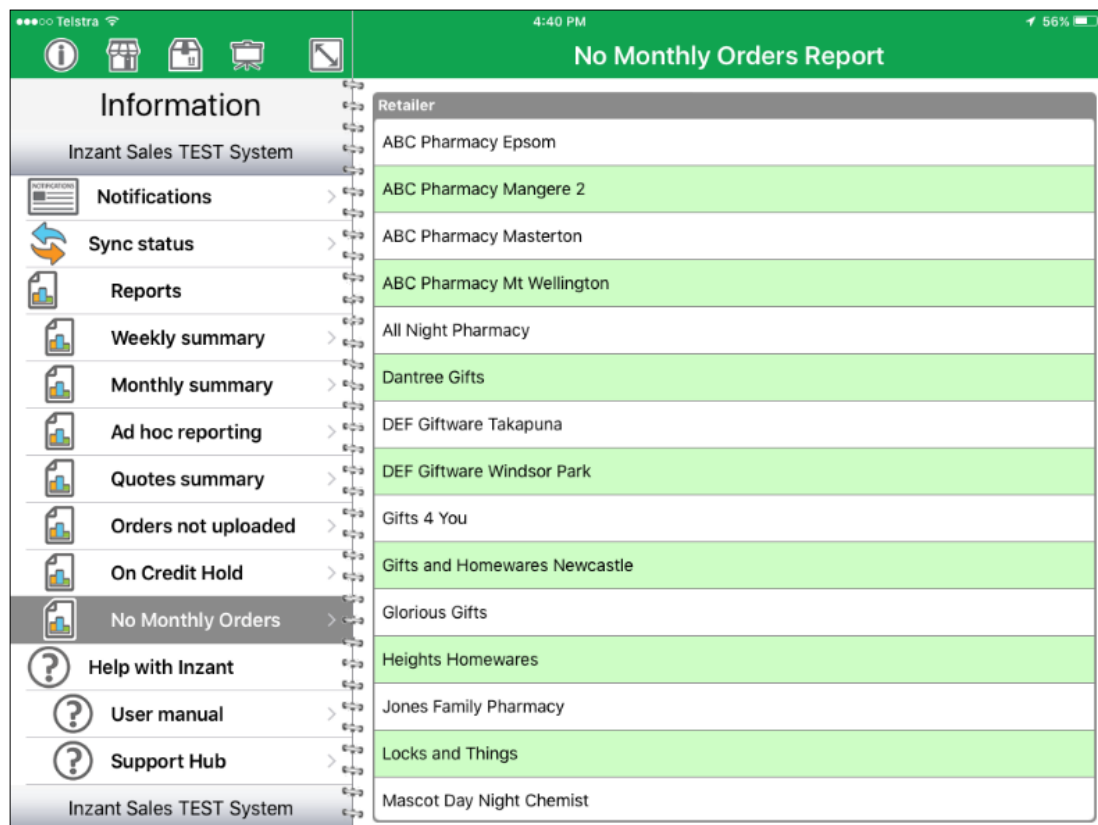 Telstra
4:40 PM
56%
No Monthly Orders Report
Information
Inzant Sales TEST System
NOTIFICATIONS
Notifications
Sync status
Reports
Weekly summary
Monthly summary
Ad hoc reporting
Quotes summary
Orders not uploaded
On Credit Hold
No Monthly Orders
Help with Inzant
User manual
Support Hub
Inzant Sales TEST System
Retailer
ABC Pharmacy Epsom
ABC Pharmacy Mangere 2
ABC Pharmacy Masterton
ABC Pharmacy Mt Wellington
All Night Pharmacy
Dantree Gifts
DEF Giftware Takapuna
DEF Giftware Windsor Park
Gifts 4 You
Gifts and Homewares Newcastle
Glorious Gifts
Heights Homewares
Jones Family Pharmacy
Locks and Things
Mascot Day Night Chemist